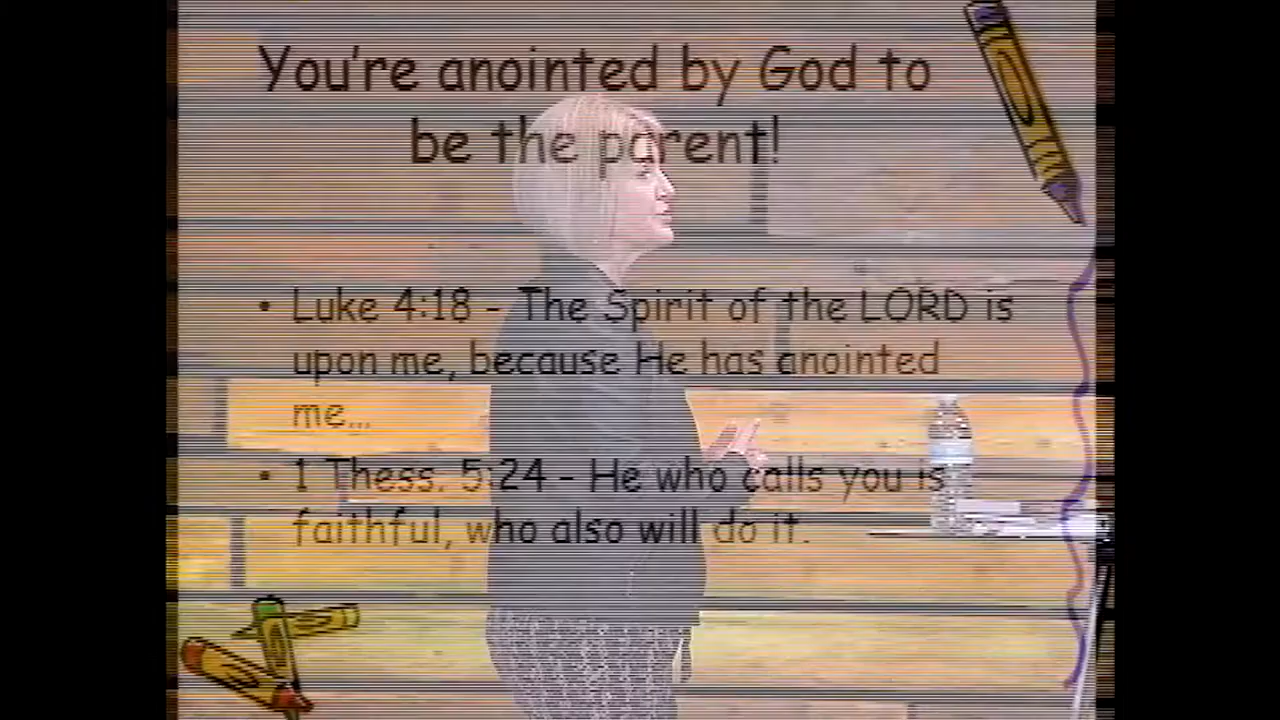 You're anointed by God to
be the parent!
• Luke 4:18 - The Spirit of the LORD is
upon me, because He has anointed
me...
• 1 Thess. 5:24 - He who calls you is
faithful, who also will do it.